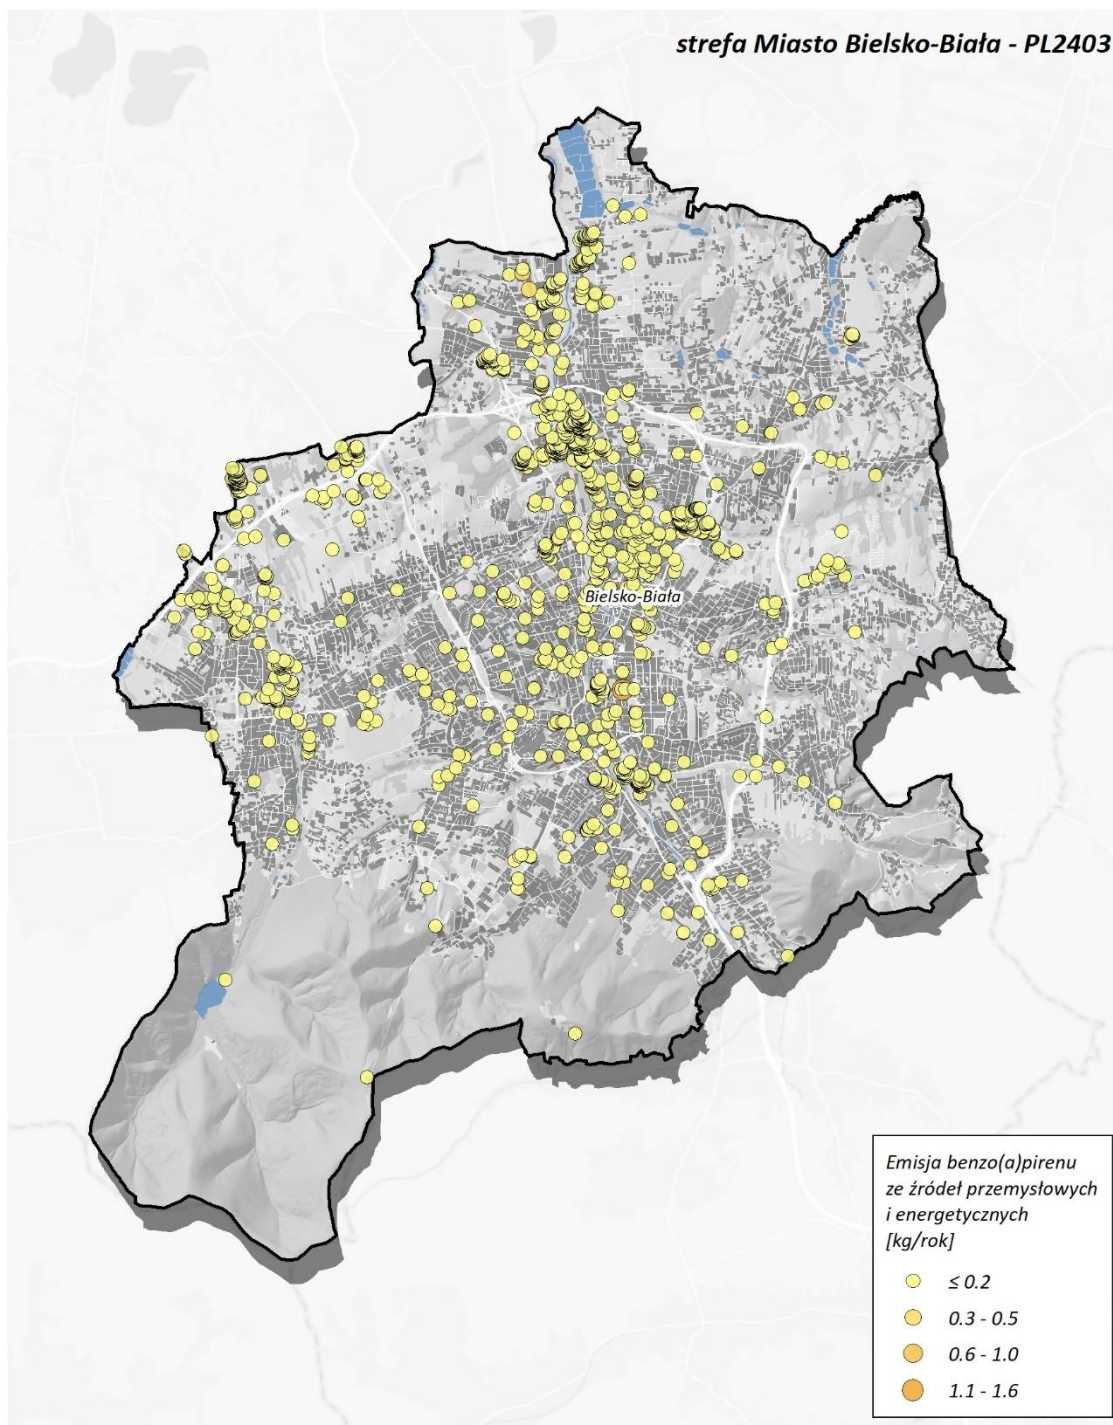 strefa Miasto Bielsko-Biała - PL2403
Bielsko-Biała
Emisja benzo(a)pirenu
ze źródeł przemysłowych
i energetycznych
[kg/rok]
≤ 0.2
0.3 - 0.5
0.6 - 1.0
1.1 - 1.6